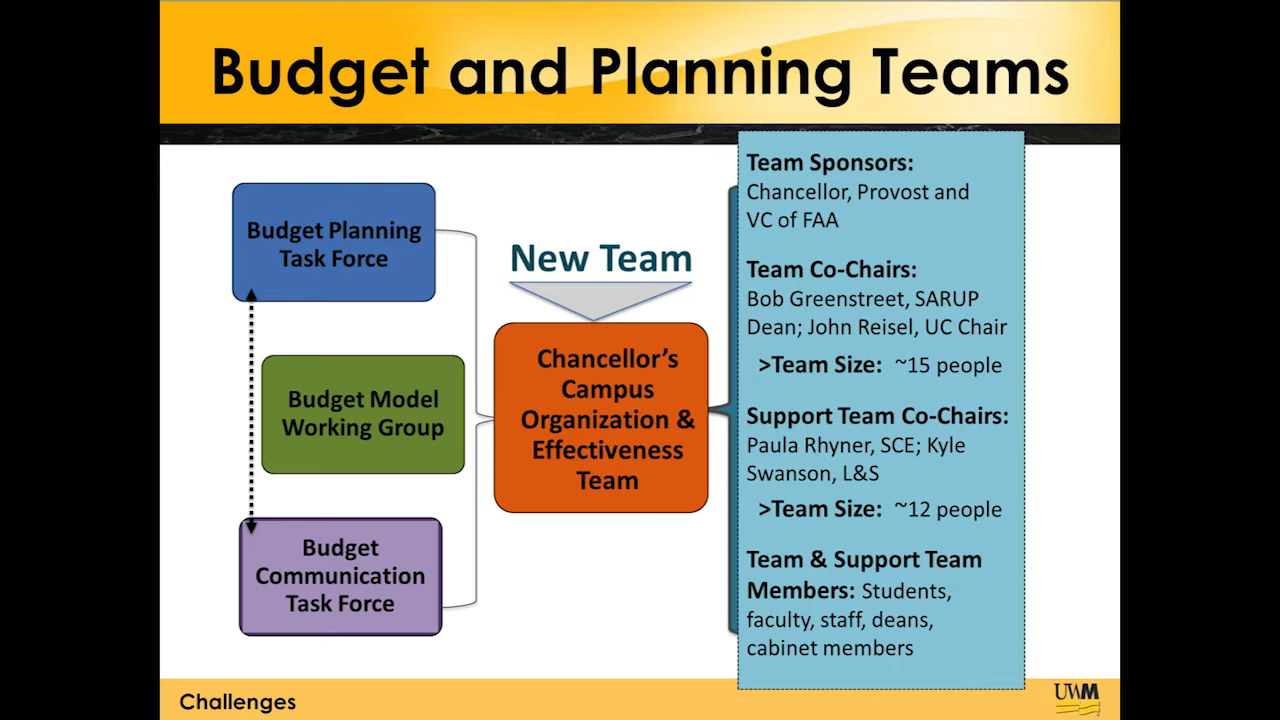 Budget and Planning Teams
Budget Planning
Task Force
Budget Model
Working Group
Budget
Communication
Task Force
New Team
Chancellor’s
Campus
Organization &
Effectiveness
Team
Team Sponsors:
Chancellor, Provost and
VC of FAA
Team Co-Chairs:
Bob Greenstreet, SARUP
Dean; John Reisel, UC Chair
>Team Size: ~15 people
Support Team Co-Chairs:
Paula Rhyner, SCE; Kyle
Swanson, L&S
>Team Size: ~12 people
Team & Support Team
Members: Students,
faculty, staff, deans,
cabinet members
Challenges
UWM